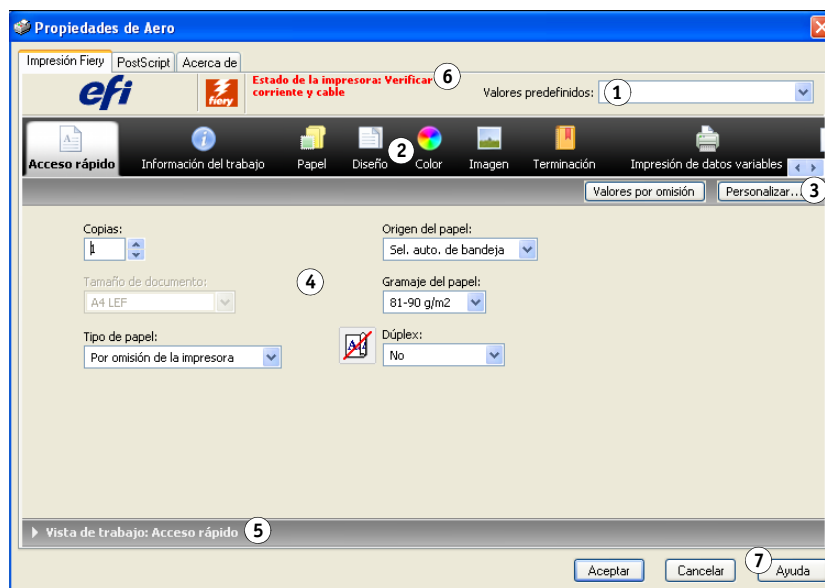 Propiedades de Aero
Impresión Fiery PostScript Acerca de
efi
fiery
Estado de la impresora: Verificar
corriente y cable
6
Valores predefinidos:
1
Acceso rápido
Información del trabajo
Papel
Diseño
2
Color
Imagen
Terminación
Impresión de datos variables
Valores por omisión
Personalizar...
3
Copias:
1
Origen del papel:
Sel. auto. de bandeja
Tamaño de documento:
A4 LEF
4
Gramaje del papel:
81-90 g/m2
Tipo de papel:
Por omisión de la impresora
Dúplex:
No
Vista de trabajo: Acceso rápido
5
Aceptar
Cancelar
7
Ayuda